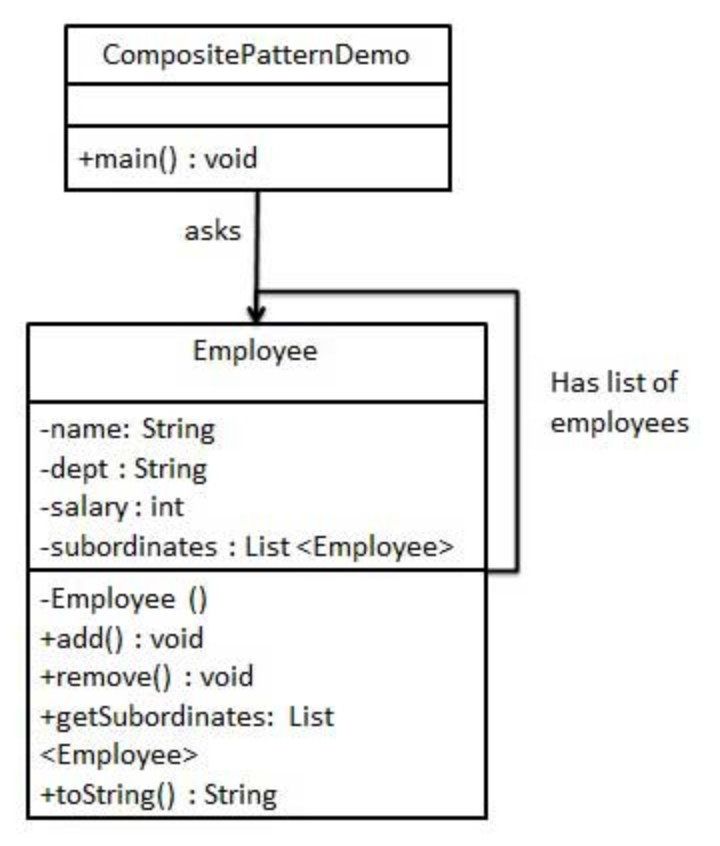 CompositePatternDemo
+main() : void
asks
Employee
Has list of
employees
-name: String
-dept : String
-salary : int
-subordinates : List <Employee>
-Employee ()
+add() : void
+remove() : void
+getSubordinates: List
<Employee>
+toString() : String